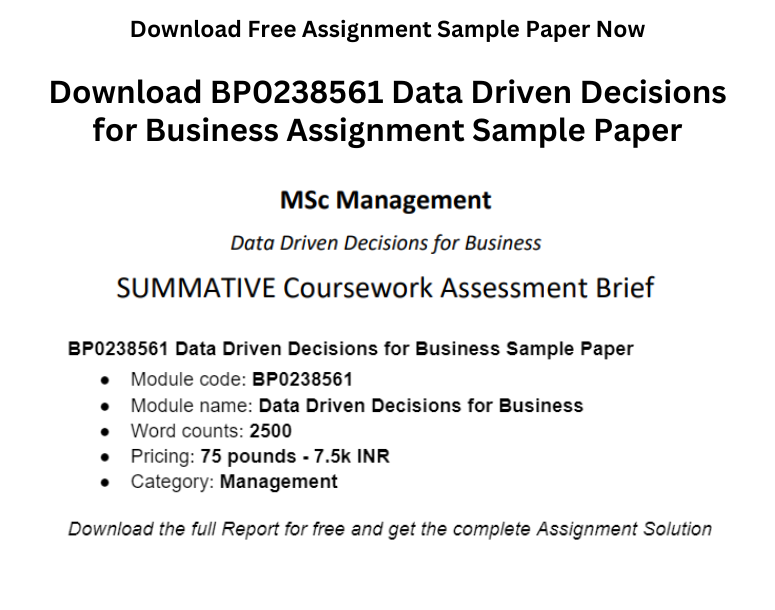 Download Free Assignment Sample Paper Now
Download BP0238561 Data Driven Decisions
for Business Assignment Sample Paper
MSc Management
Data Driven Decisions for Business
SUMMATIVE Coursework Assessment Brief
BP0238561 Data Driven Decisions for Business Sample Paper
● Module code: BP0238561
● Module name: Data Driven Decisions for Business
● Word counts: 2500
● Pricing: 75 pounds - 7.5k INR
● Category: Management
Download the full Report for free and get the complete Assignment Solution